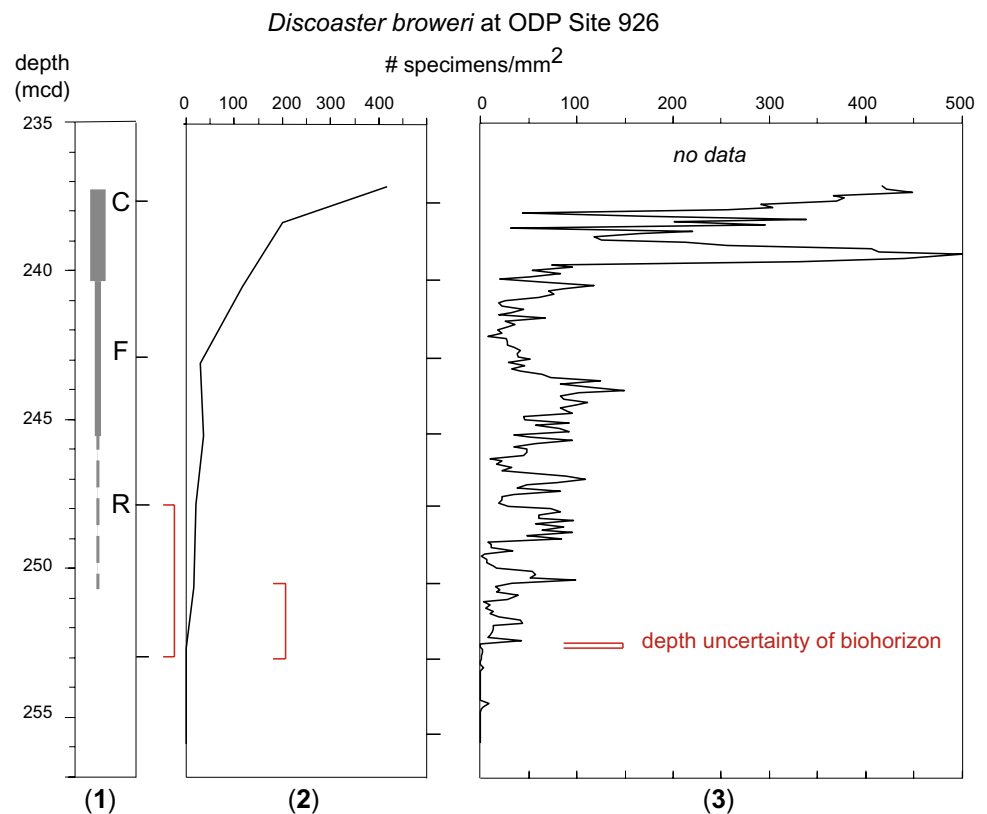 Discoaster broweri at ODP Site 926
depth
(mcd)
# specimens/mm2
0 100 200 300 400
0 100 300 400 500
235
240
245
250
255
C
F
R
no data
depth uncertainty of biohorizon
(1) (2) (3)